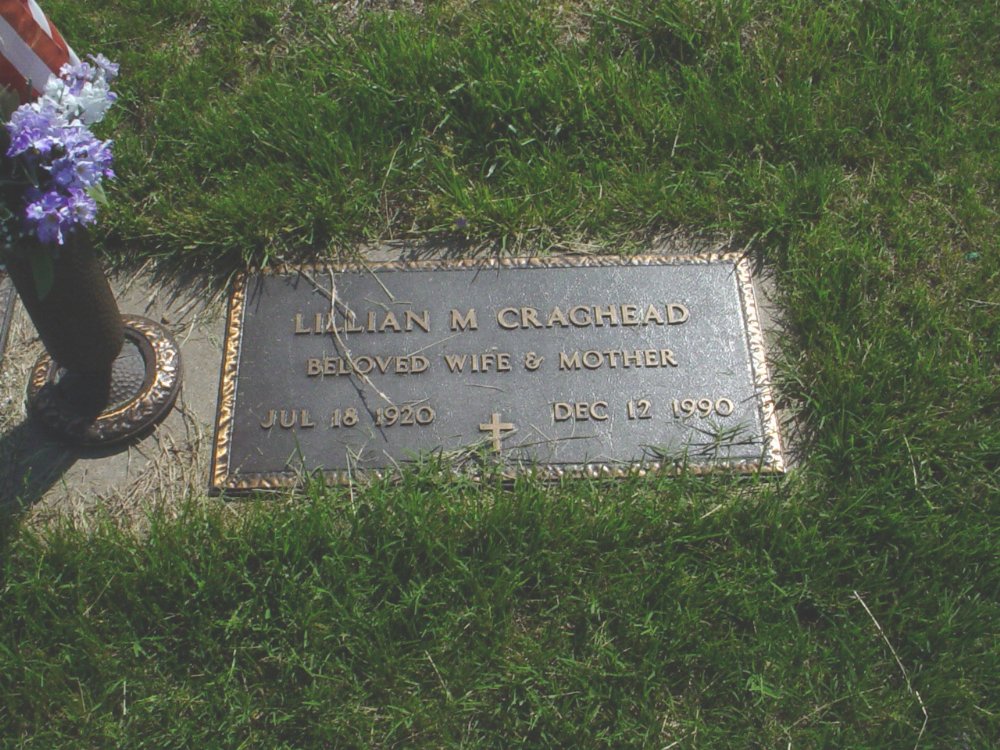 LILLIAN M CRAGHEAD
BELOVED WIFE & MOTHER
JUL 18 1920 DEC 12 1990